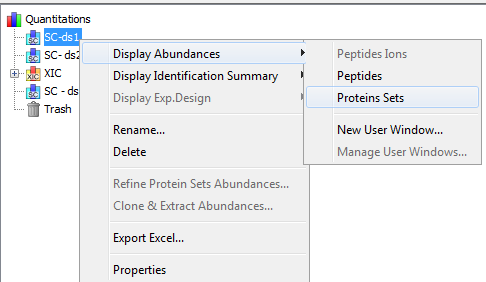 Quantitations
SC-ds1
SC- ds2
XIC
SC - ds
Trash
Display Abundances
Display Identification Summary
Display Exp.Design
Rename...
Delete
Refine Protein Sets Abundances...
Clone & Extract Abundances...
Export Excel...
Properties
Peptides Ions
Peptides
Proteins Sets
New User Window...
Manage User Windows...